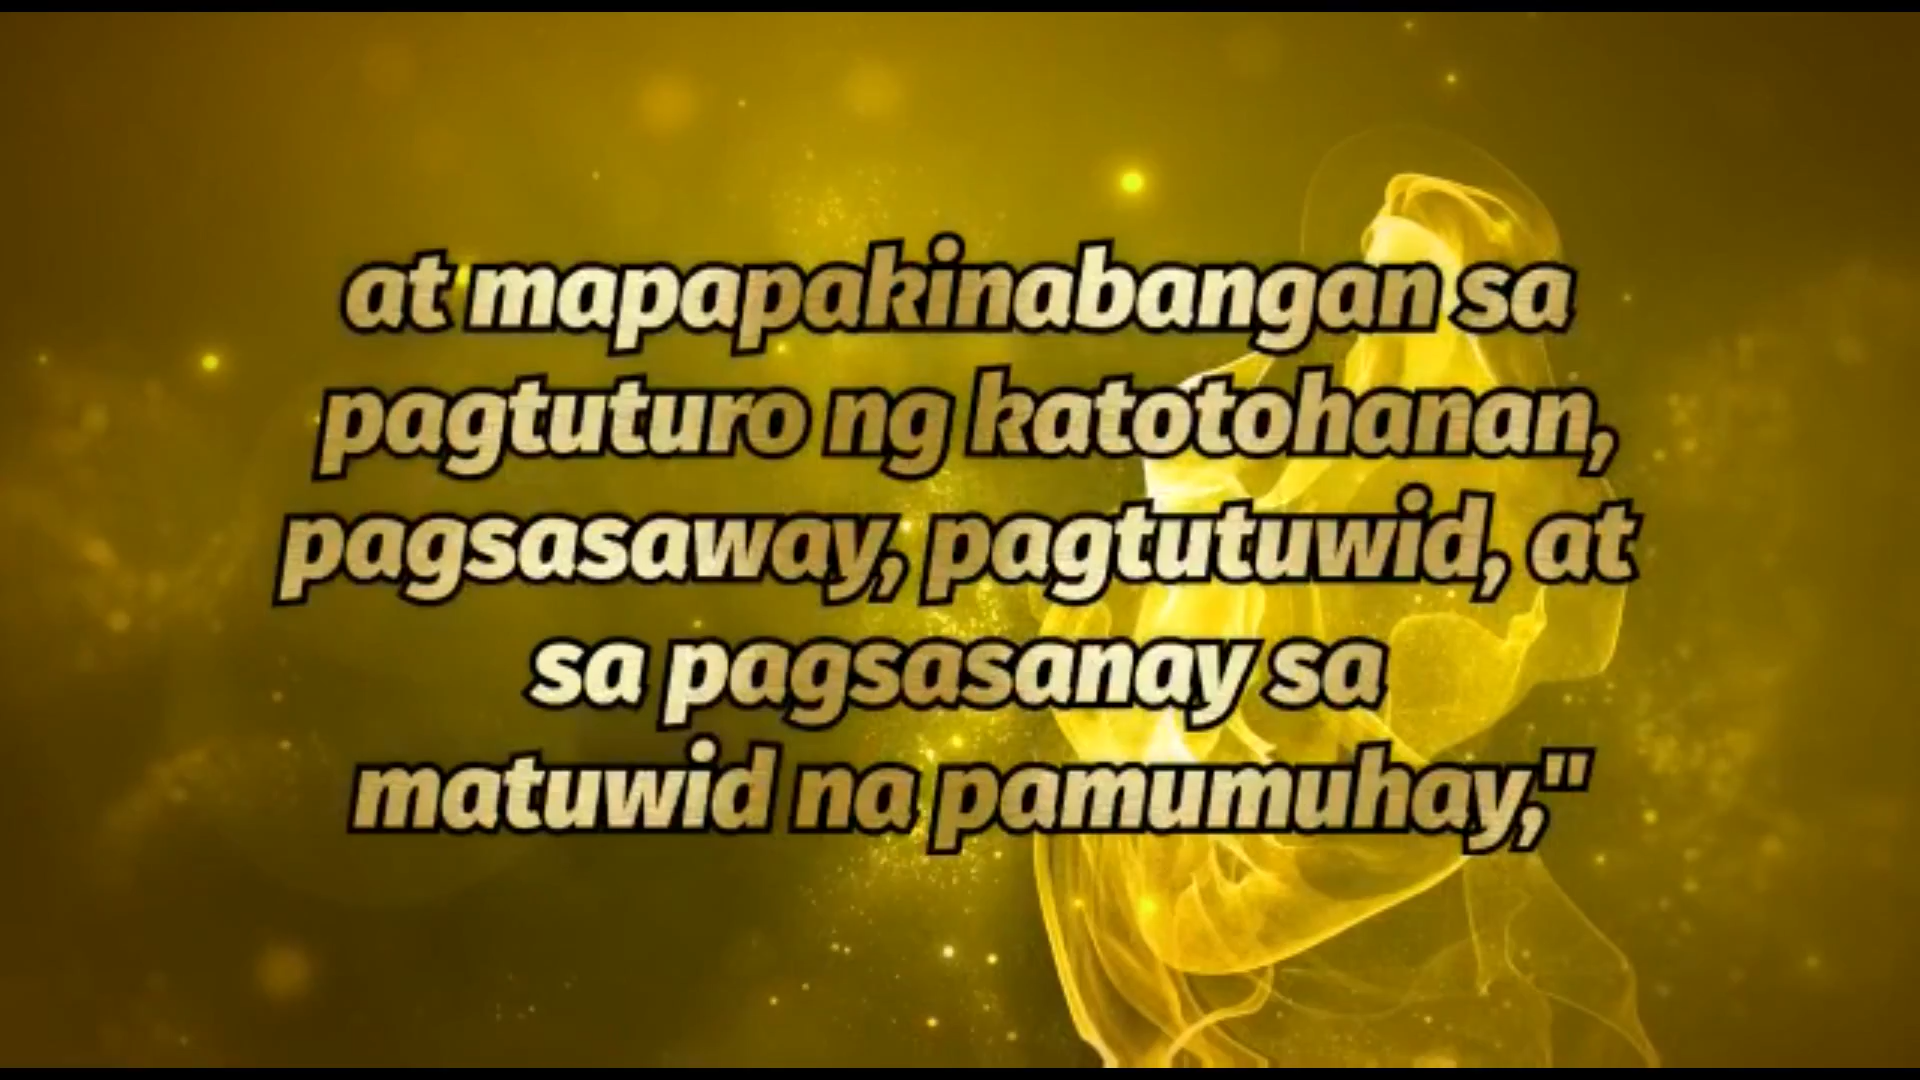 at mapapakinabangan sa
pagtuturo ng katotohanan,
pagsasaway, pagtutuwid, at
sa pagsasanay sa
matuwid na pamumuhay,"